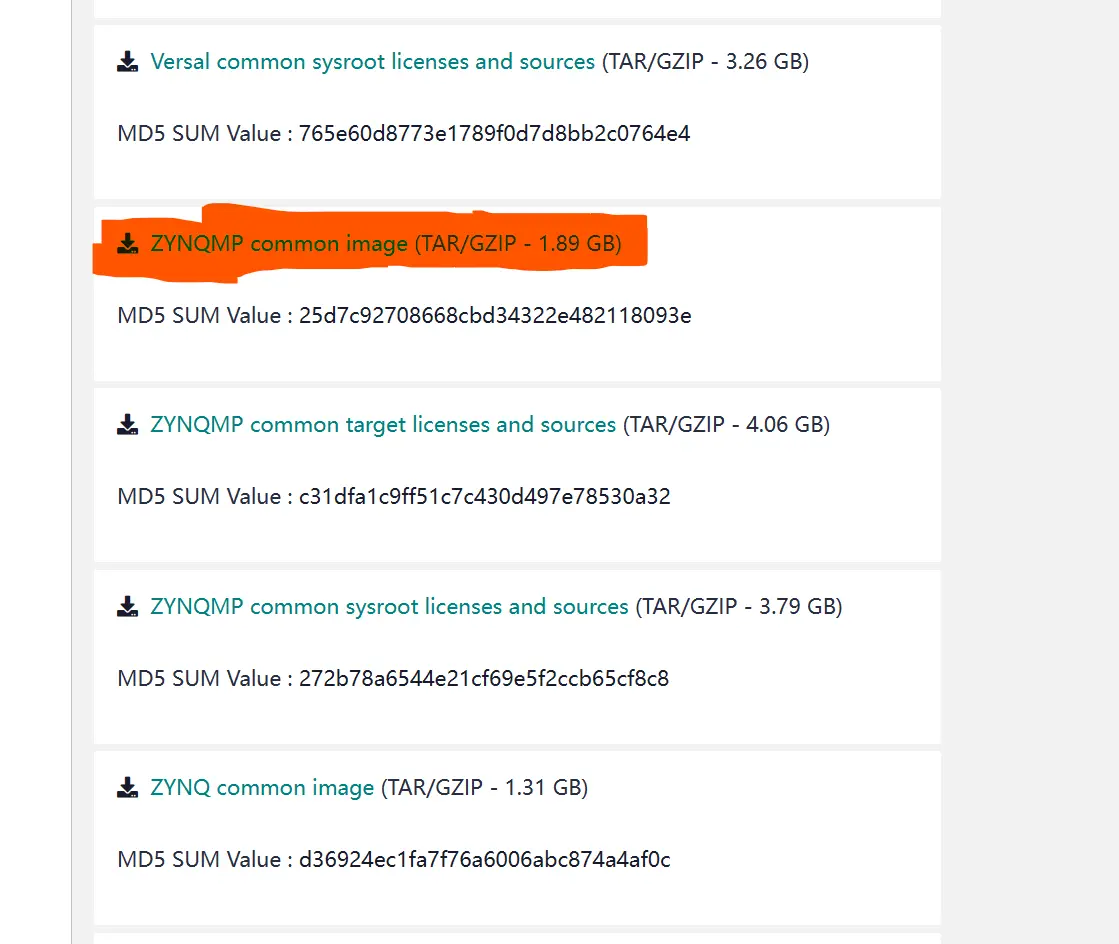 Versal common sysroot licenses and sources (TAR/GZIP - 3.26 GB)
MD5 SUM Value : 765e60d8773e1789f0d7d8bb2c0764e4
ZYNQMP common image (TAR/GZIP - 1.89 GB)
MD5 SUM Value : 25d7c92708668cbd34322e482118093e
ZYNQMP common target licenses and sources (TAR/GZIP - 4.06 GB)
MD5 SUM Value : c31dfa1c9ff51c7c430d497e78530a32
ZYNQMP common sysroot licenses and sources (TAR/GZIP - 3.79 GB)
MD5 SUM Value : 272b78a6544e21cf69e5f2ccb65cf8c8
ZYNQ common image (TAR/GZIP - 1.31 GB)
MD5 SUM Value : d36924ec1fa7f76a6006abc874a4af0c